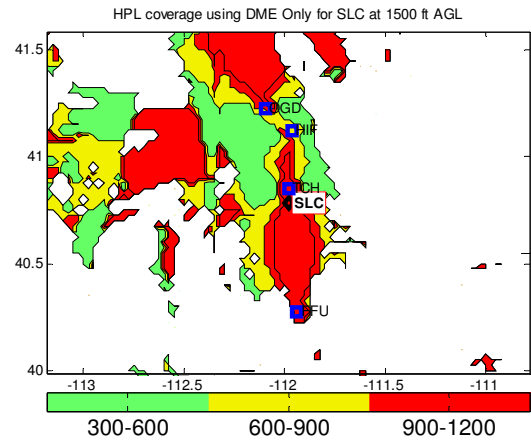 HPL coverage using DME Only for SLC at 1500 ft AGL
41.5
OGD
HIF
41
TCH
SLC
40.5
PFU
40
-113 -112.5 -112 -111.5 -111
300-600 600-900 900-1200